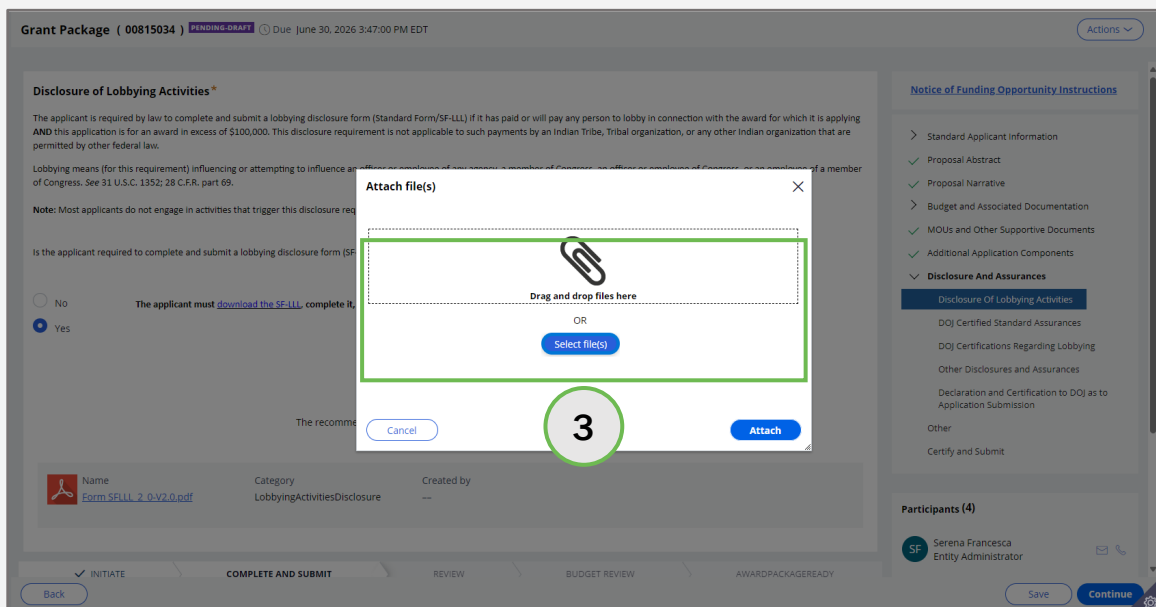 Grant Package ( 00815034 ) PENDING-DRAFT Due June 30, 2026 3:47:00 PM EDT
Actions
Disclosure of Lobbying Activities*
The applicant is required by law to complete and submit a lobbying disclosure form (Standard Form/SF-LLL) if it has paid or will pay any person to lobby in connection with the award for which it is applying
AND this application is for an award in excess of $100,000. This disclosure requirement is not applicable to such payments by an Indian Tribe, Tribal organization, or any other Indian organization that are
permitted by other federal law.
Lobbying means (for this requirement) influencing or attempting to influence an officer or employee of any agency, a member of Congress, an officer or employee of Congress, or an employee of a member
of Congress. See 31 U.S.C. 1352; 28 C.F.R. part 69.
Note: Most applicants do not engage in activities that trigger this disclosure req
Is the applicant required to complete and submit a lobbying disclosure form (SF-
No
The applicant must download the SF-LLL, complete it,
Yes
The recomme
Attach file(s)
Drag and drop files here
OR
Select file(s)
Cancel
3
Attach
Name
Category
Created by
Form SFLLL_2_0-V2.0.pdf
LobbyingActivitiesDisclosure
---
INITIATE
COMPLETE AND SUBMIT
REVIEW
BUDGET REVIEW
AWARDPACKAGEREADY
Back
Save
Continue
Notice of Funding Opportunity Instructions
Standard Applicant Information
Proposal Abstract
Proposal Narrative
Budget and Associated Documentation
MOUs and Other Supportive Documents
Additional Application Components
Disclosure And Assurances
Disclosure Of Lobbying Activities
DOJ Certified Standard Assurances
DOJ Certifications Regarding Lobbying
Other Disclosures and Assurances
Declaration and Certification to DOJ as to
Application Submission
Other
Certify and Submit
Participants (4)
SF
Serena Francesca
Entity Administrator